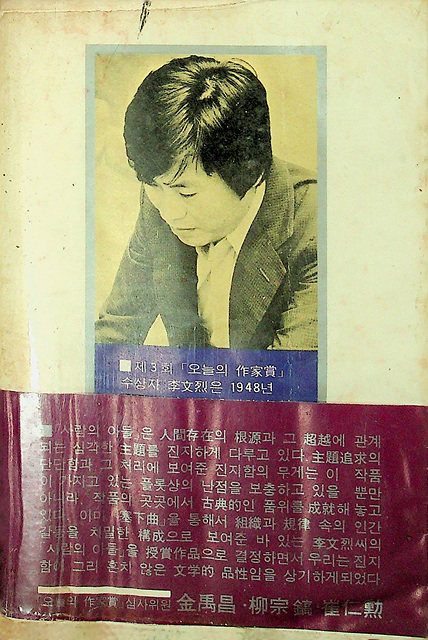 ■제3회 「오늘의 作家賞」
수상자 李文烈은 1948년
■「사람의 아들」은 人間存在의 根源과 그 超越에 관계
되는 심각한 主題를 진지하게 다루고 있다. 主題追求의
단단함과 그 처리에 보여준 진지함의 무게는 이 작품
이 가지고 있는 플롯상의 난점을 보충하고 있을 뿐만
아니라, 작품의 곳곳에서 古典的인 품위를 成就해 놓고
있다. 이미 「塞下曲」을 통해서 組織과 規律 속의 인간
갈등을 치밀한 構成으로 보여준 바 있는 李文烈씨의
「사람의 아들」을 授賞作品으로 결정하면서 우리는 진지
함이 그리 흔치 않은 文学的 品性임을 상기하게되었다
「오늘의 作家賞」심사위원 金禹昌·柳宗鎬·崔仁勲